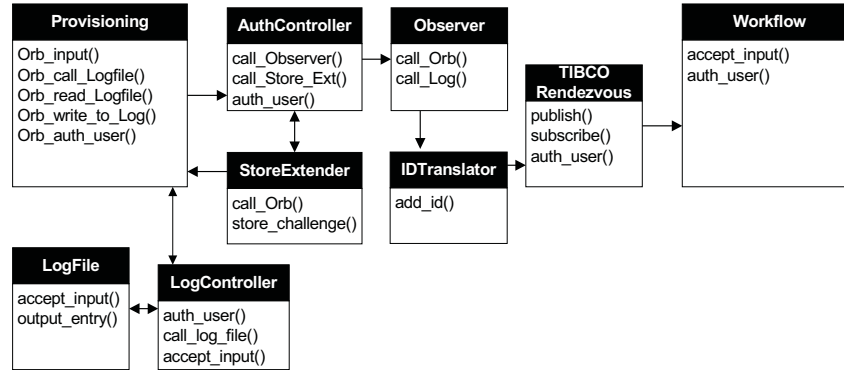 Provisioning
Orb_input()
Orb_call_Logfile()
Orb_read_Logfile()
Orb_write_to_Log()
Orb_auth_user()
AuthController
call_Observer()
call_Store_Ext()
auth_user()
Observer
call_Orb()
call_Log()
TIBCO
Rendezvous
publish()
subscribe()
auth_user()
Workflow
accept_input()
auth_user()
StoreExtender
call_Orb()
store_challenge()
IDTranslator
add_id()
LogFile
accept_input()
output_entry()
LogController
auth_user()
call_log_file()
accept_input()